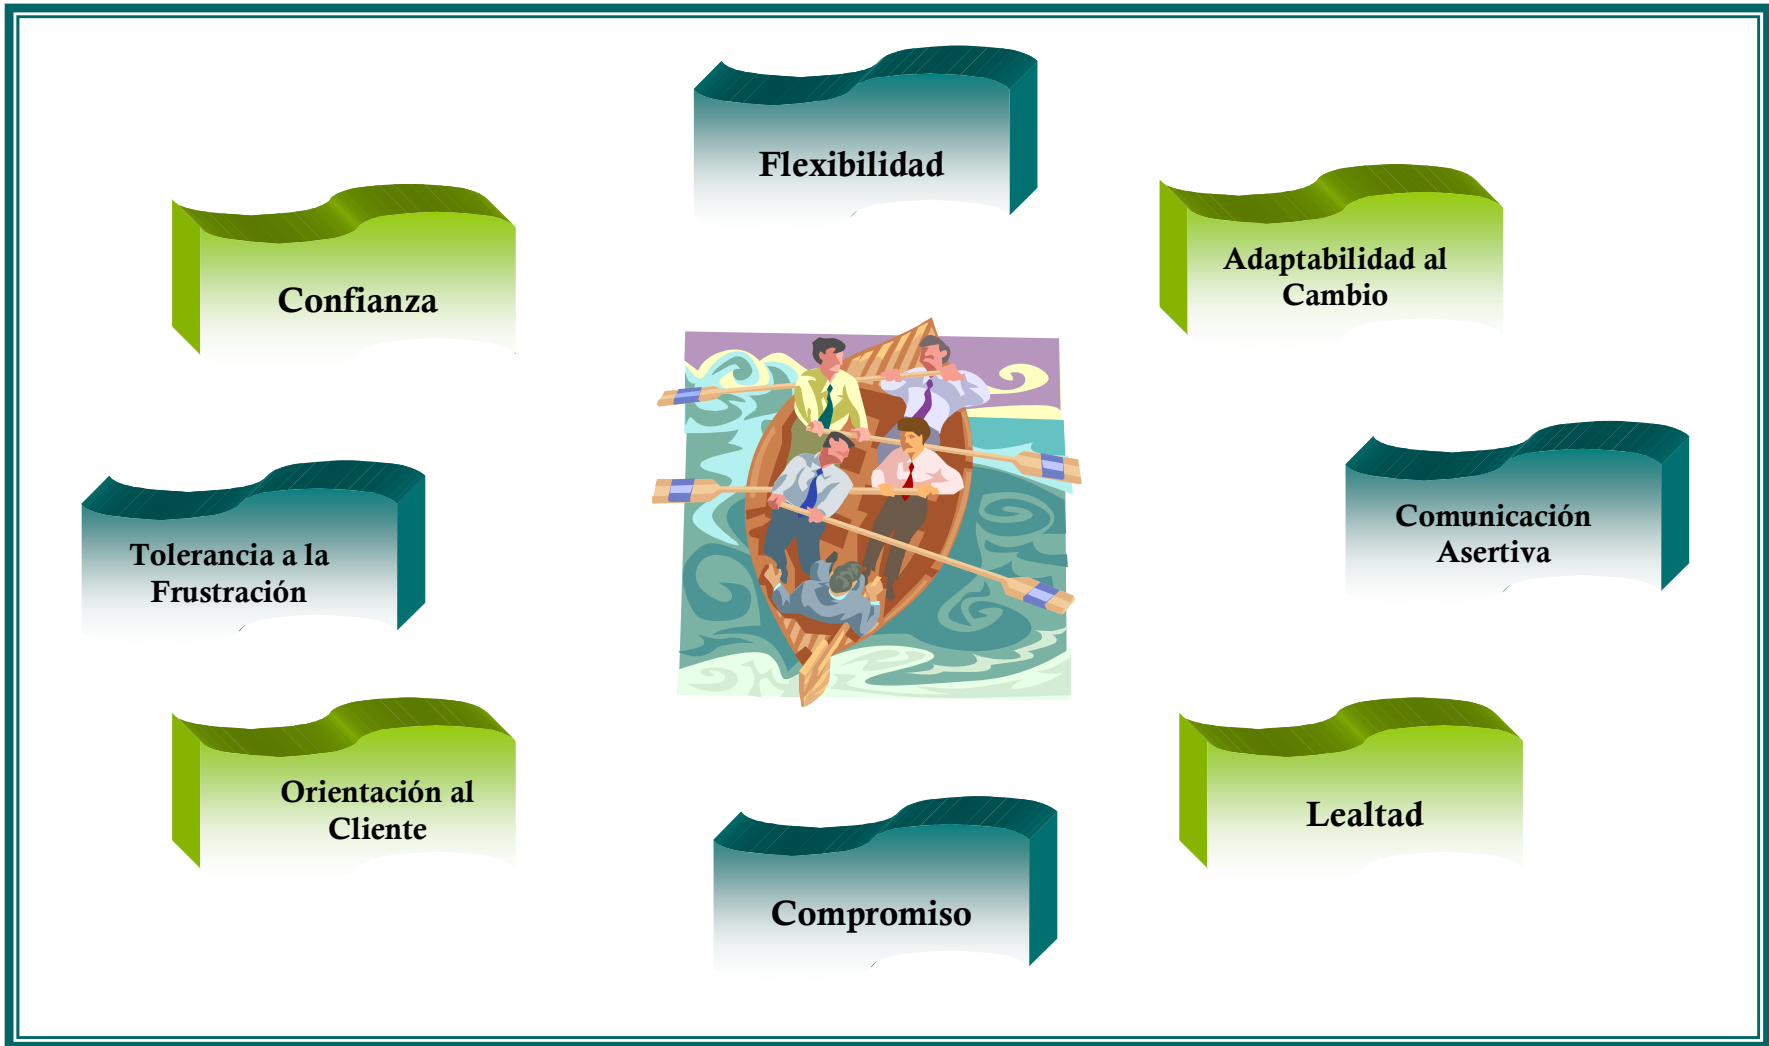 Flexibilidad
Confianza
Adaptabilidad al
Cambio
Tolerancia a la
Frustración
Comunicación
Asertiva
Orientación al
Cliente
Lealtad
Compromiso